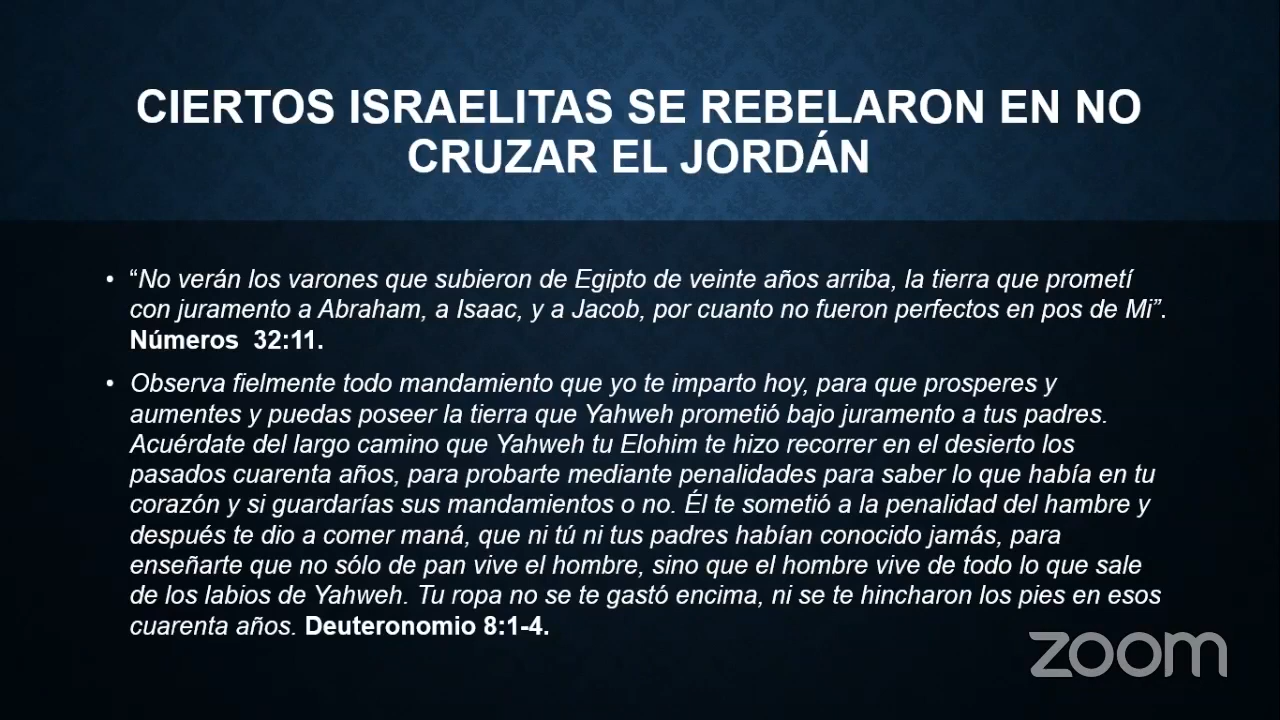 CIERTOS ISRAELITAS SE REBELARON EN NO
CRUZAR EL JORDÁN
• “No verán los varones que subieron de Egipto de veinte años arriba, la tierra que prometí
con juramento a Abraham, a Isaac, y a Jacob, por cuanto no fueron perfectos en pos de Mi”.
Números  32:11.
• Observa fielmente todo mandamiento que yo te imparto hoy, para que prosperes y
aumentes y puedas poseer la tierra que Yahweh prometió bajo juramento a tus padres.
Acuérdate del largo camino que Yahweh tu Elohim te hizo recorrer en el desierto los
pasados cuarenta años, para probarte mediante penalidades para saber lo que había en tu
corazón y si guardarías sus mandamientos o no. Él te sometió a la penalidad del hambre y
después te dio a comer maná, que ni tú ni tus padres habían conocido jamás, para
enseñarte que no sólo de pan vive el hombre, sino que el hombre vive de todo lo que sale
de los labios de Yahweh. Tu ropa no se te gastó encima, ni se te hincharon los pies en esos
cuarenta años. Deuteronomio 8:1-4.
zoom